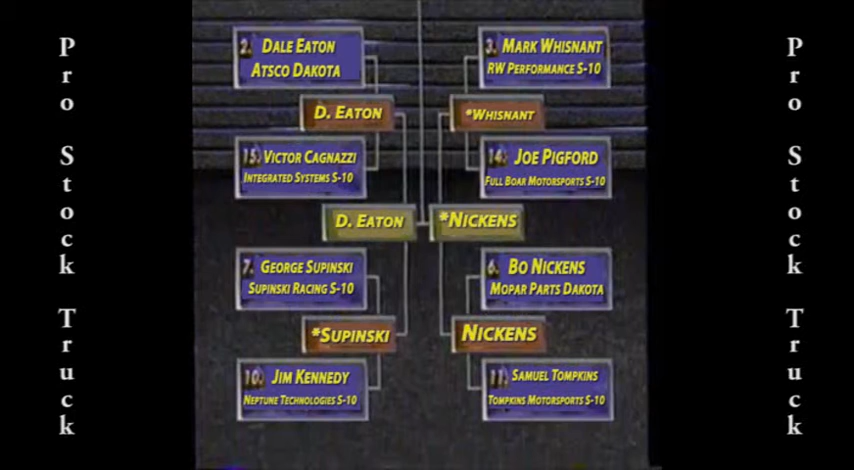 Pro Stock Truck
2. DALE EATON
ATSCO DAKOTA
D. EATON
15. VICTOR CAGNAZZI
INTEGRATED SYSTEMS S-10
D. EATON
7. GEORGE SUPINSKI
SUPINSKI RACING S-10
*SUPINSKI
10. JIM KENNEDY
NEPTUNE TECHNOLOGIES S-10
3. MARK WHISNANT
RW PERFORMANCE S-10
*WHISNANT
14. JOE PIGFORD
FULL BOAR MOTORSPORTS S-10
*NICKENS
6. BO NICKENS
MOPAR PARTS DAKOTA
NICKENS
11. SAMUEL TOMPKINS
TOMPKINS MOTORSPORTS S-10
Pro Stock Truck